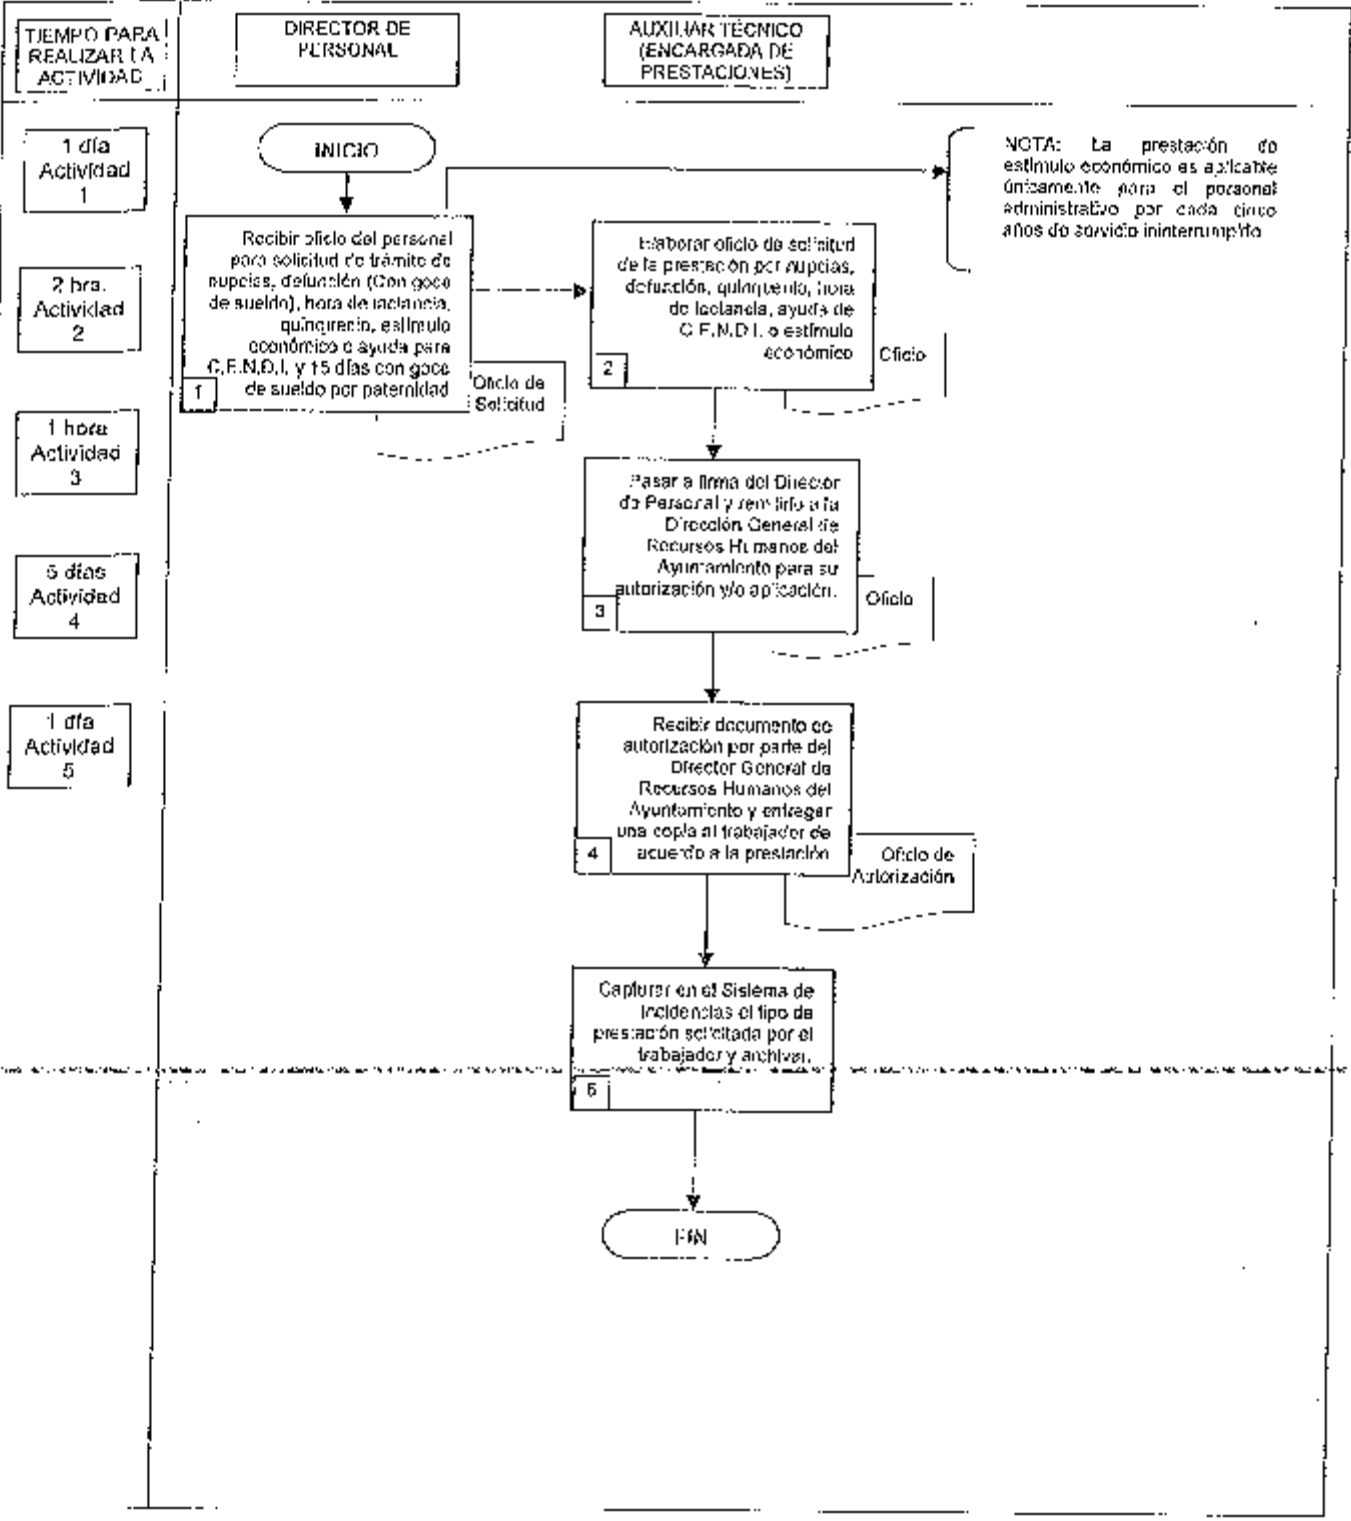 TIEMPO PARA
REALIZAR LA
ACTIVIDAD
DIRECTOR DE
PERSONAL
AUXILIAR TÉCNICO
(ENCARGADA DE
PRESTACIONES)
1 día
Actividad
1
2 hrs.
Actividad
2
1 hora
Actividad
3
5 días
Actividad
4
1 día
Actividad
5
INICIO
Recibir oficio del personal
para solicitud de trámite de
nupcias, defunción (Con goce
de sueldo), hora de lactancia,
quinquenio, estímulo
económico o ayuda para
C.E.N.D.I. y 15 días con goce
de sueldo por paternidad
1
Oficio de
Solicitud
Elaborar oficio de solicitud
de la prestación por nupcias,
defunción, quinquenio, hora
de lactancia, ayuda de
C.E.N.D.I. o estímulo
económico
2
Oficio
NOTA: La prestación de
estímulo económico es aplicable
únicamente para el personal
administrativo por cada cinco
años de servicio ininterrumpido
Pasar a firma del Director
de Personal y remitirlo a la
Dirección General de
Recursos Humanos del
Ayuntamiento para su
autorización y/o aplicación.
3
Oficio
Recibir documento de
autorización por parte del
Director General de
Recursos Humanos del
Ayuntamiento y entregar
una copia al trabajador de
acuerdo a la prestación
4
Oficio de
Autorización
Capturar en el Sistema de
Incidencias el tipo de
prestación solicitada por el
trabajador y archivar.
5
FIN